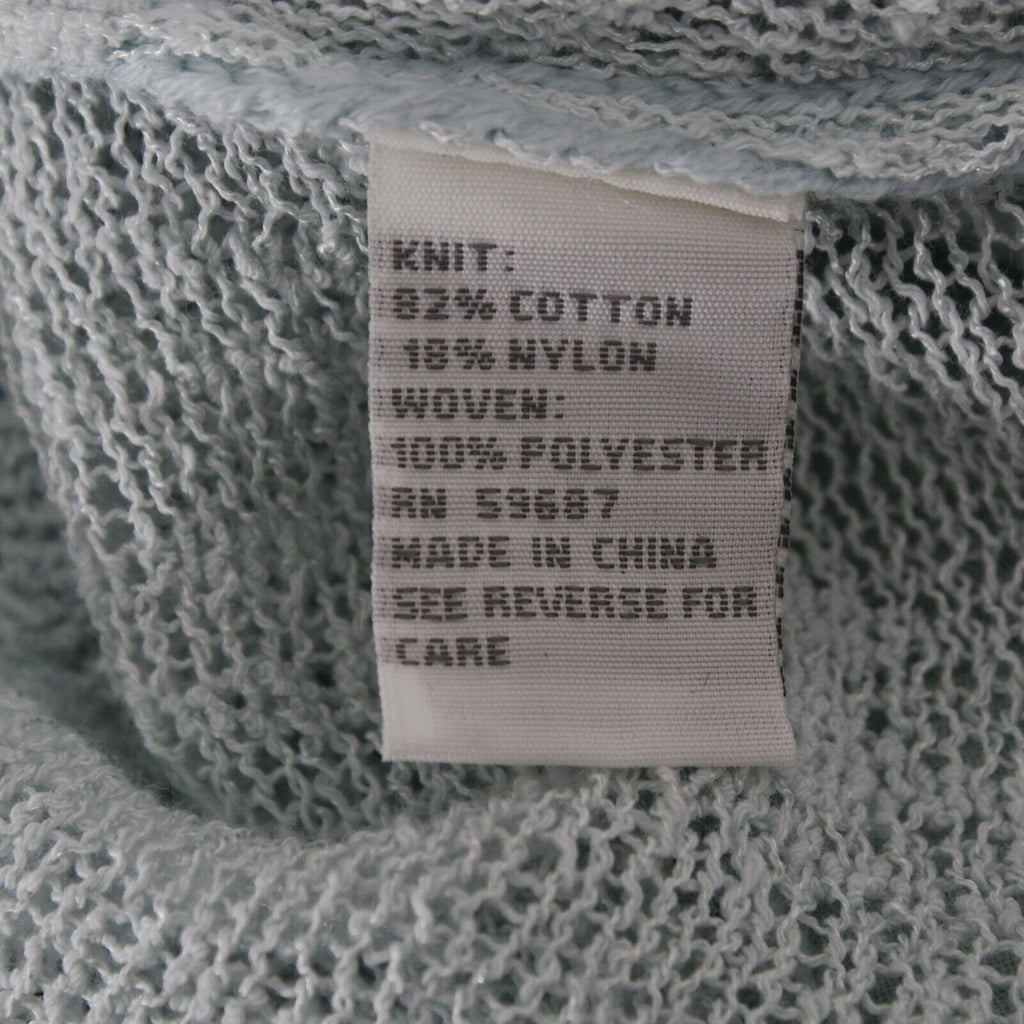 KNIT:
82% COTTON
18% NYLON
WOVEN:
100% POLYESTER
RN 59687
MADE IN CHINA
SEE REVERSE FOR
CARE